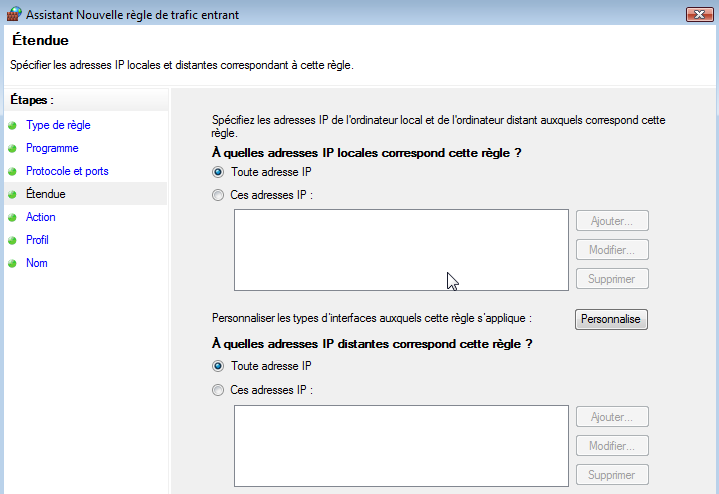 Assistant Nouvelle règle de trafic entrant
Étendue
Spécifier les adresses IP locales et distantes correspondant à cette règle.
Étapes :
Type de règle
Programme
Protocole et ports
Étendue
Action
Profil
Nom
Spécifiez les adresses IP de l'ordinateur local et de l'ordinateur distant auxquels correspond cette
règle.
À quelles adresses IP locales correspond cette règle ?
Toute adresse IP
Ces adresses IP :
Ajouter...
Modifier...
Supprimer
Personnaliser les types d'interfaces auxquels cette règle s'applique :
Personnalise
À quelles adresses IP distantes correspond cette règle ?
Toute adresse IP
Ces adresses IP :
Ajouter...
Modifier...
Supprimer